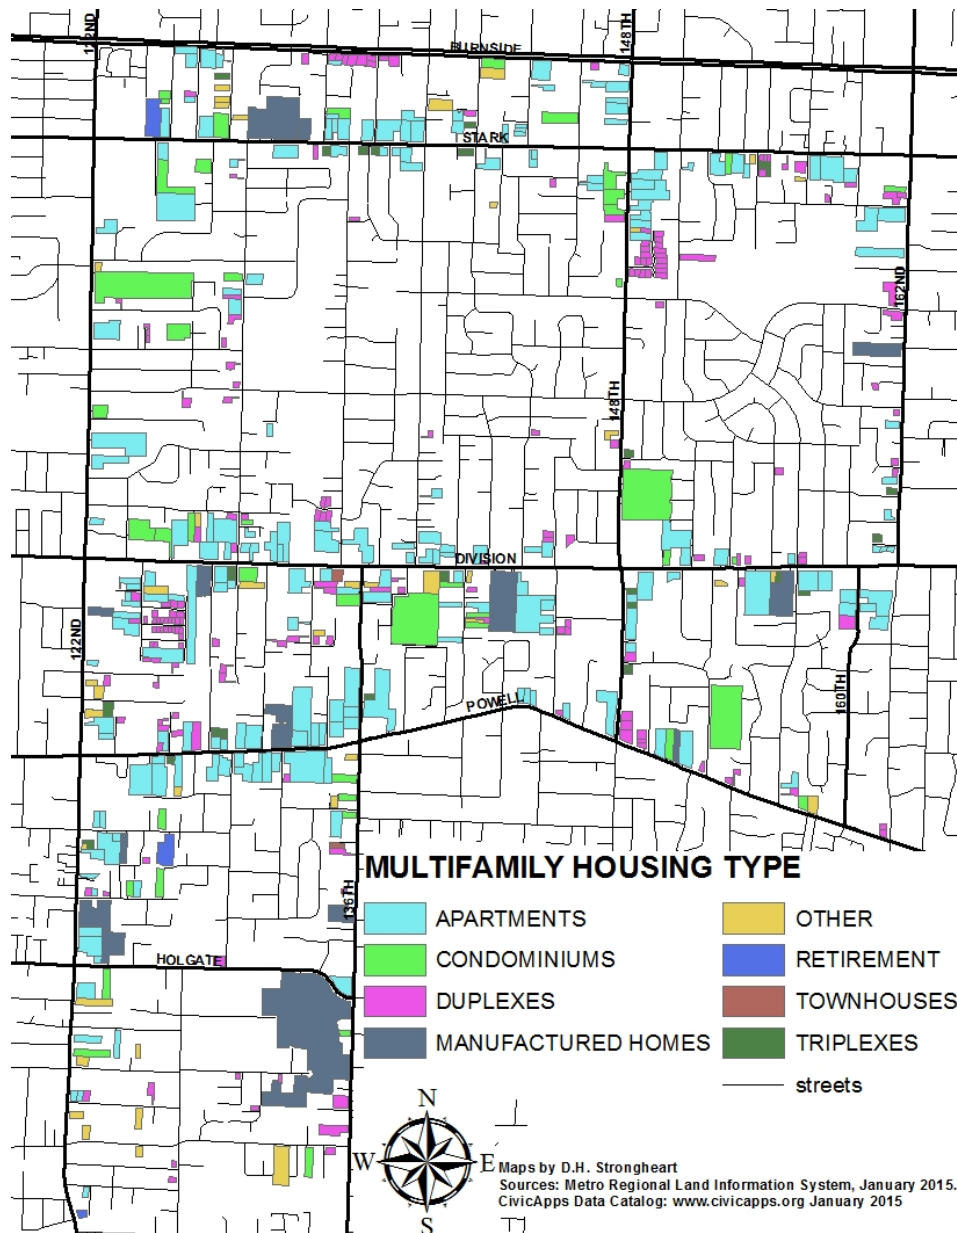 122ND
BURNSIDE
148TH
STARK
162ND
148TH
DIVISION
122ND
POWELL
160TH
MULTIFAMILY HOUSING TYPE
APARTMENTS
OTHER
CONDOMINIUMS
RETIREMENT
DUPLEXES
TOWNHOUSES
MANUFACTURED HOMES
TRIPLEXES
streets
136TH
HOLGATE
N
W E
S
Maps by D.H. Strongheart
Sources: Metro Regional Land Information System, January 2015.
CivicApps Data Catalog: www.civicapps.org January 2015